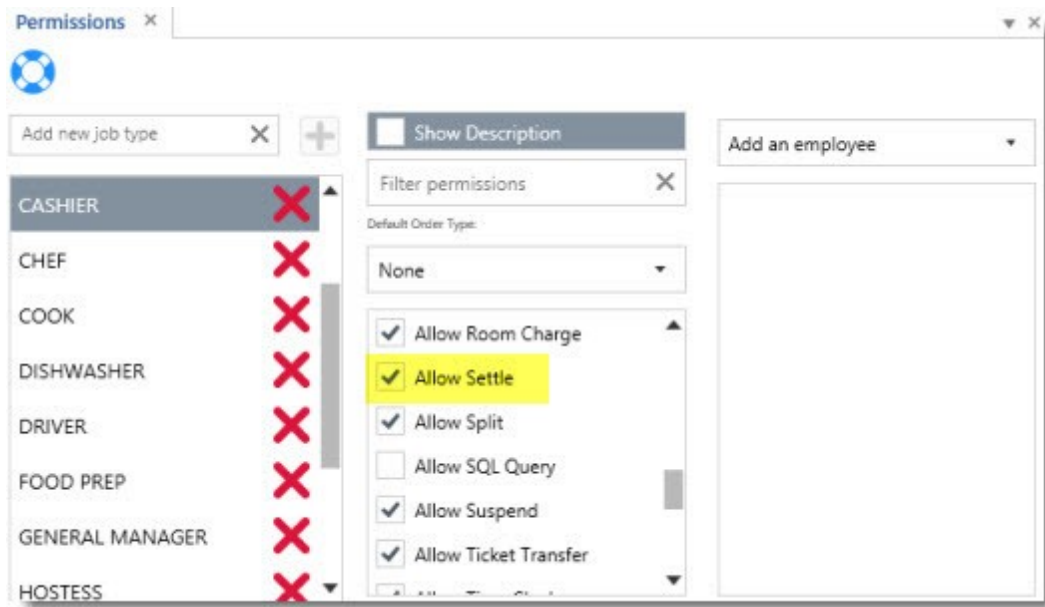 Permissions
Add new job type
CASHIER
CHEF
COOK
DISHWASHER
DRIVER
FOOD PREP
GENERAL MANAGER
HOSTESS
Show Description
Filter permissions
Default Order Type:
None
Allow Room Charge
Allow Settle
Allow Split
Allow SQL Query
Allow Suspend
Allow Ticket Transfer
Add an employee